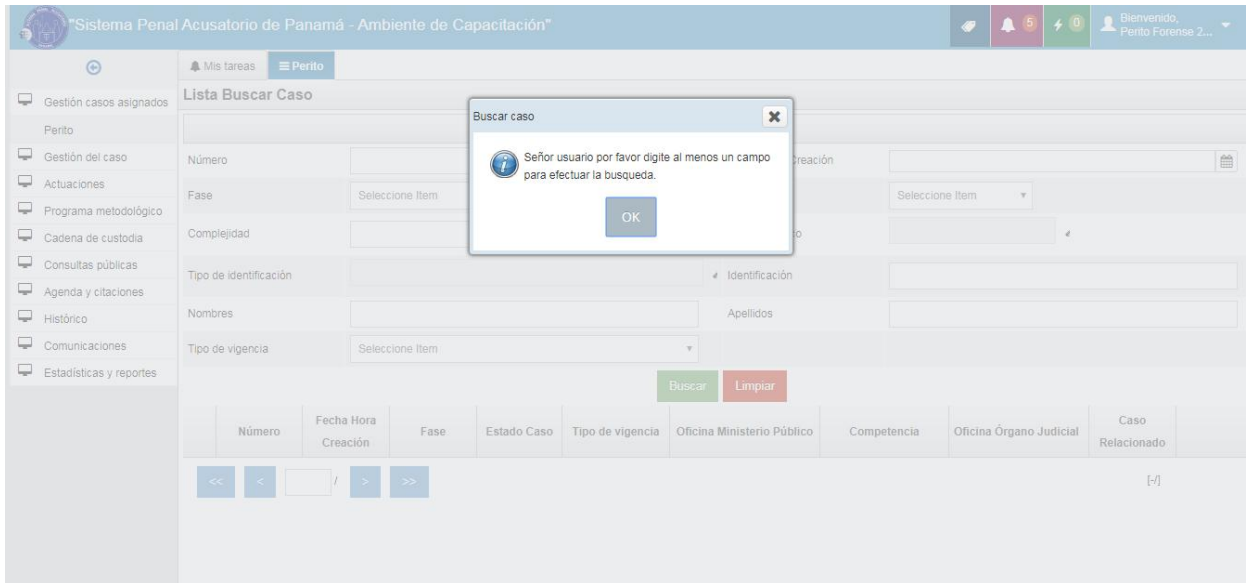 "Sistema Penal Acusatorio de Panamá - Ambiente de Capacitación"
5
0
Bienvenido,
Perito Forense 2...
Mis tareas
Perito
Gestión casos asignados
Perito
Gestión del caso
Actuaciones
Programa metodológico
Cadena de custodia
Consultas públicas
Agenda y citaciones
Histórico
Comunicaciones
Estadísticas y reportes
Lista Buscar Caso
Buscar caso
Señor usuario por favor digite al menos un campo
para efectuar la busqueda.
OK
Número
Creación
Fase
Seleccione Item
Seleccione Item
Complejidad
Tipo de identificación
Identificación
Nombres
Apellidos
Tipo de vigencia
Seleccione Item
Buscar
Limpiar
Número
Fecha Hora
Creación
Fase
Estado Caso
Tipo de vigencia
Oficina Ministerio Público
Competencia
Oficina Órgano Judicial
Caso
Relacionado
<< < / > >>
[-/]